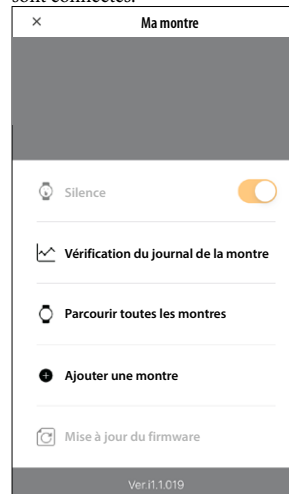 sont connectés.
× Ma montre
Silence
Vérification du journal de la montre
Parcourir toutes les montres
Ajouter une montre
Mise à jour du firmware
Ver.i1.1.019